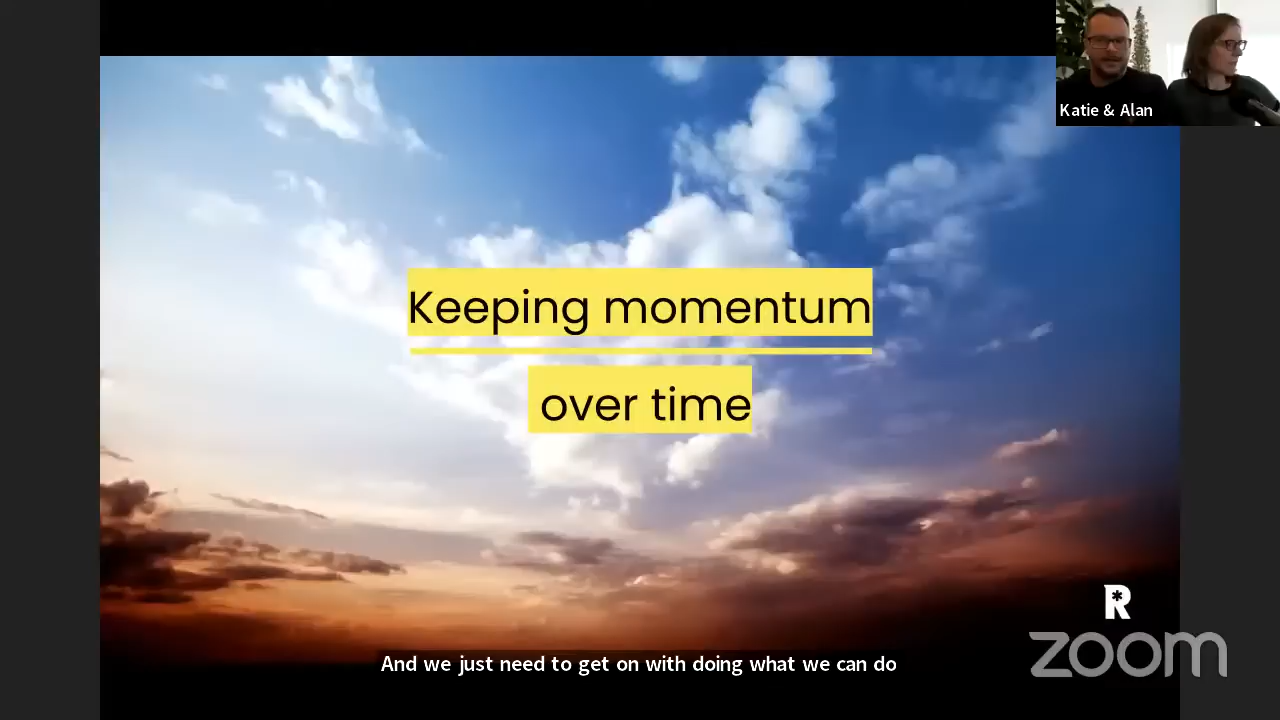 Katie & Alan
Keeping momentum
over time
R*
And we just need to get on with doing what we can do
zoom